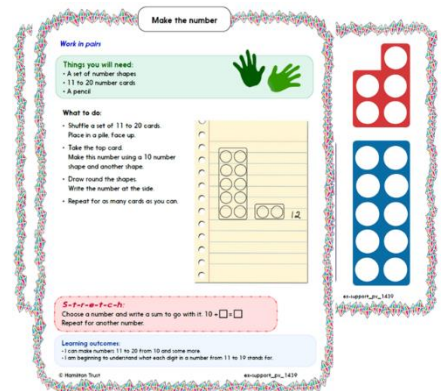 Make the number
Work in pairs
Things you will need:
- A set of number shapes
- 11 to 20 number cards
- A pencil
What to do:
• Shuffle a set of 11 to 20 cards.
Place in a pile, face up.
• Take the top card.
Make this number using a 10 number
shape and another shape.
• Draw round the shapes.
Write the number at the side.
• Repeat for as many cards as you can.
12
S-t-r-e-t-c-h:
Choose a number and write a sum to go with it. 10 + □ = □
Repeat for another number.
Learning outcomes:
- I can make numbers 11 to 20 from 10 and some more
- I am beginning to understand what each digit in a number from 11 to 19 stands for.
© Hamilton Trust
ex-support_pv_1439
ex-support_pv_1439